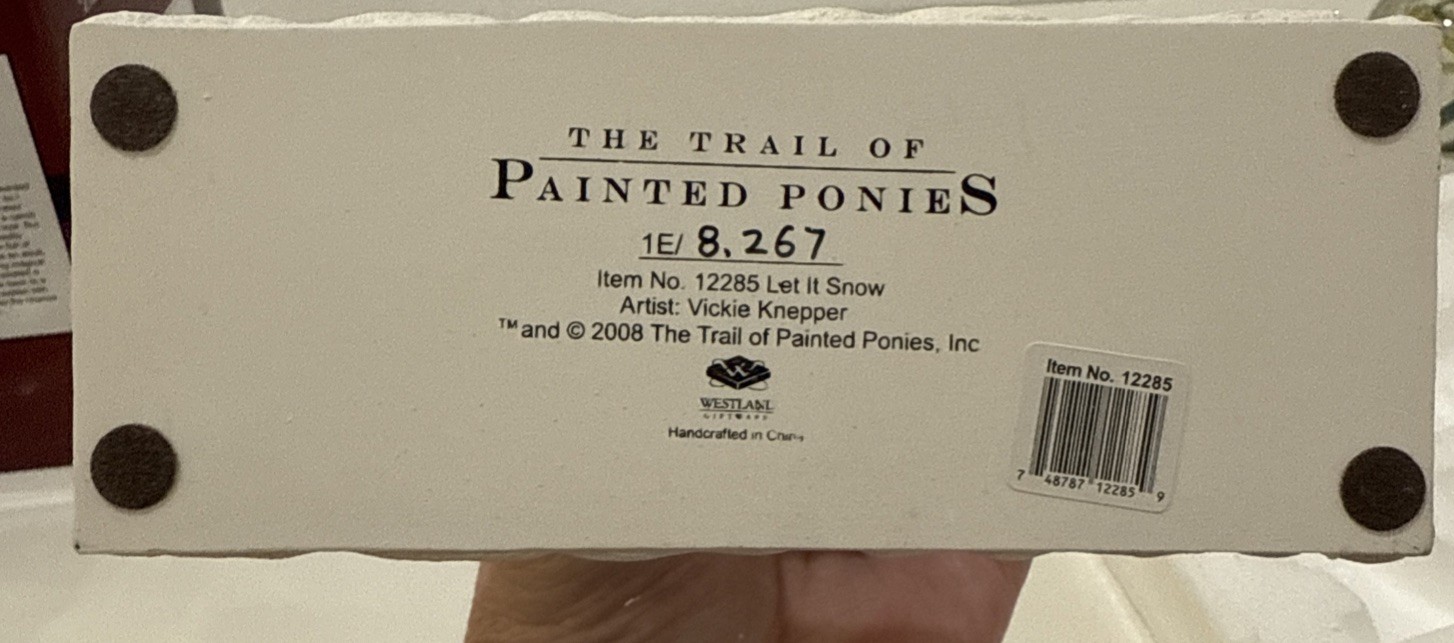 THE TRAIL OF
PAINTED PONIES
1E/ 8,267
Item No. 12285 Let It Snow
Artist: Vickie Knepper
™ and © 2008 The Trail of Painted Ponies, Inc
WESTLAND
GIFTWARE
Handcrafted in China
Item No. 12285
7 48787 12285 9